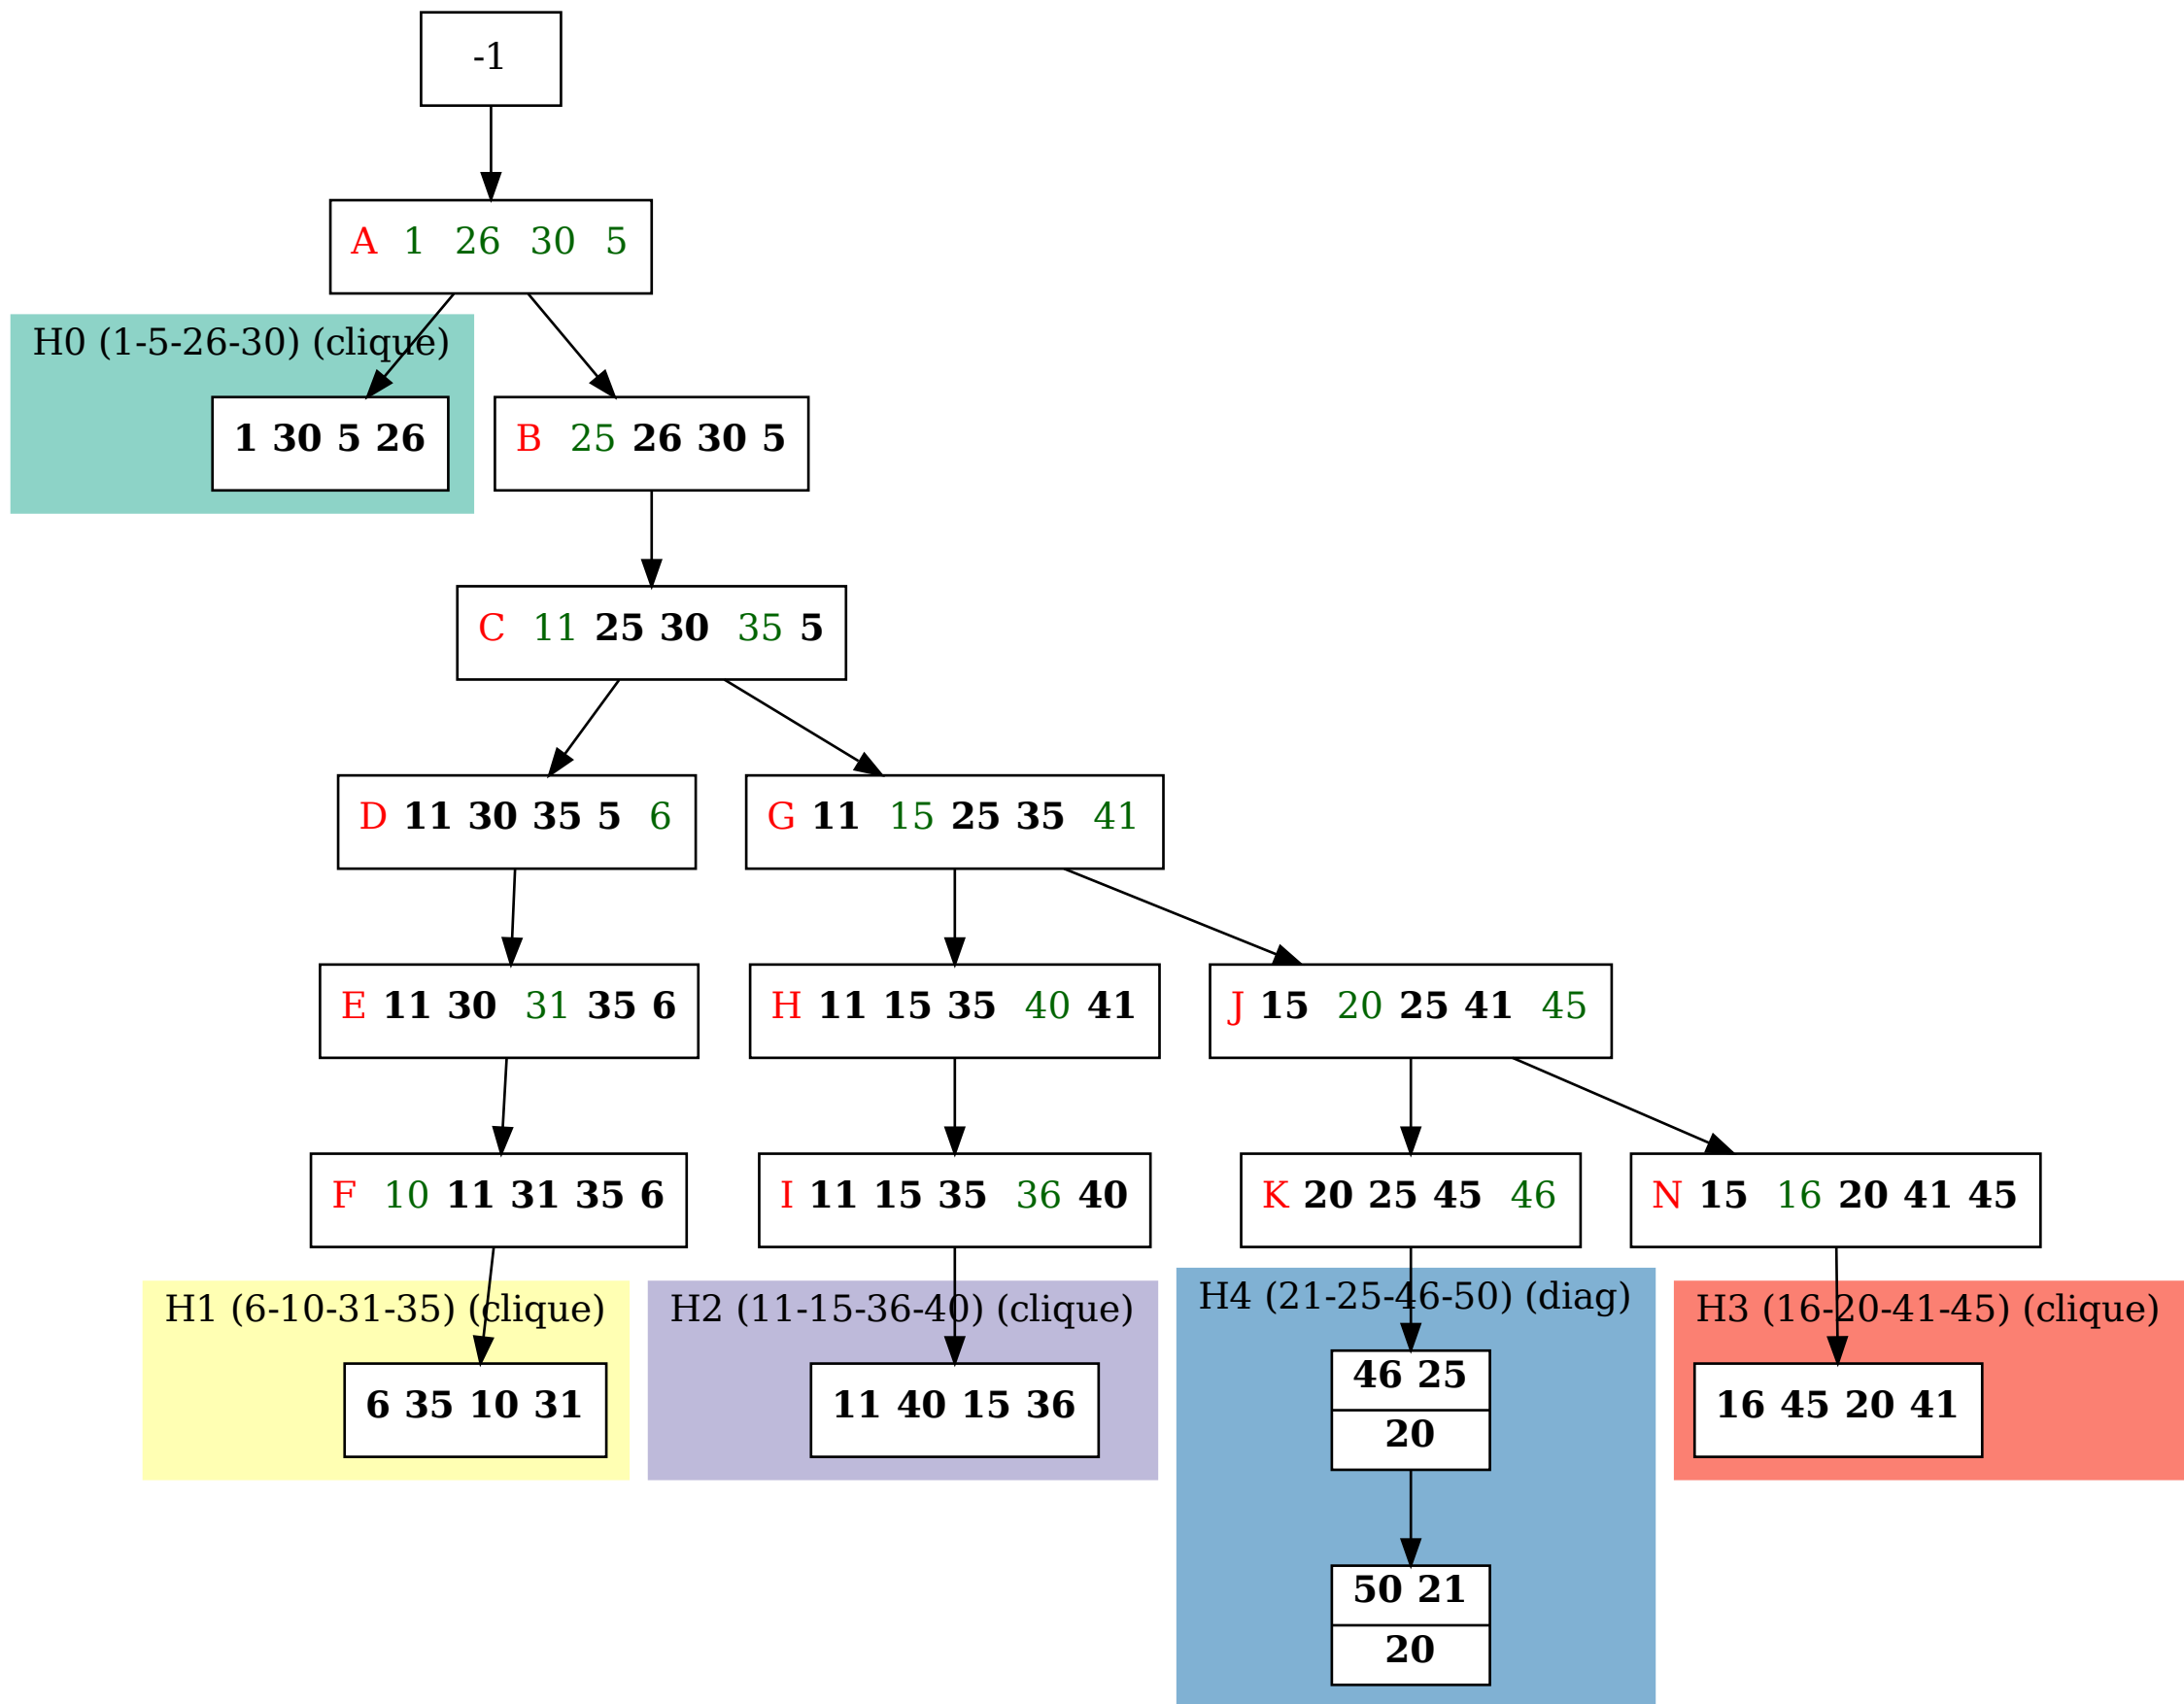 -1
A 1 26 30 5
H0 (1-5-26-30) (clique)
1 30 5 26
B 25 26 30 5
C 11 25 30 35 5
D 11 30 35 5 6
G 11 15 25 35 41
E 11 30 31 35 6
H 11 15 35 40 41
J 15 20 25 41 45
F 10 11 31 35 6
I 11 15 35 36 40
K 20 25 45 46
N 15 16 20 41 45
H1 (6-10-31-35) (clique)
6 35 10 31
H2 (11-15-36-40) (clique)
11 40 15 36
H4 (21-25-46-50) (diag)
46 25
20
50 21
20
H3 (16-20-41-45) (clique)
16 45 20 41